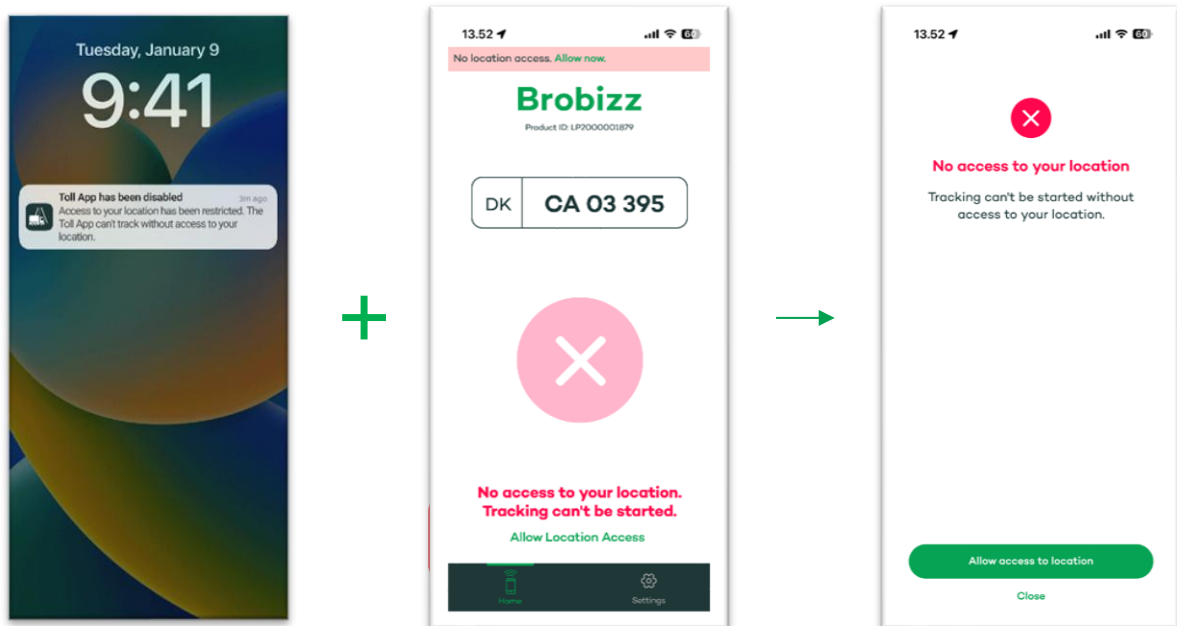 Tuesday, January 9
9:41
Toll App has been disabled
3m ago
Access to your location has been restricted. The
Toll App can't track without access to your
location.
13.52
60
No location access. Allow now.
Brobizz
Product ID: LP2000001879
DK
CA 03 395
No access to your location.
Tracking can't be started.
Allow Location Access
Home
Settings
13.52
60
No access to your location
Tracking can't be started without
access to your location.
Allow access to location
Close